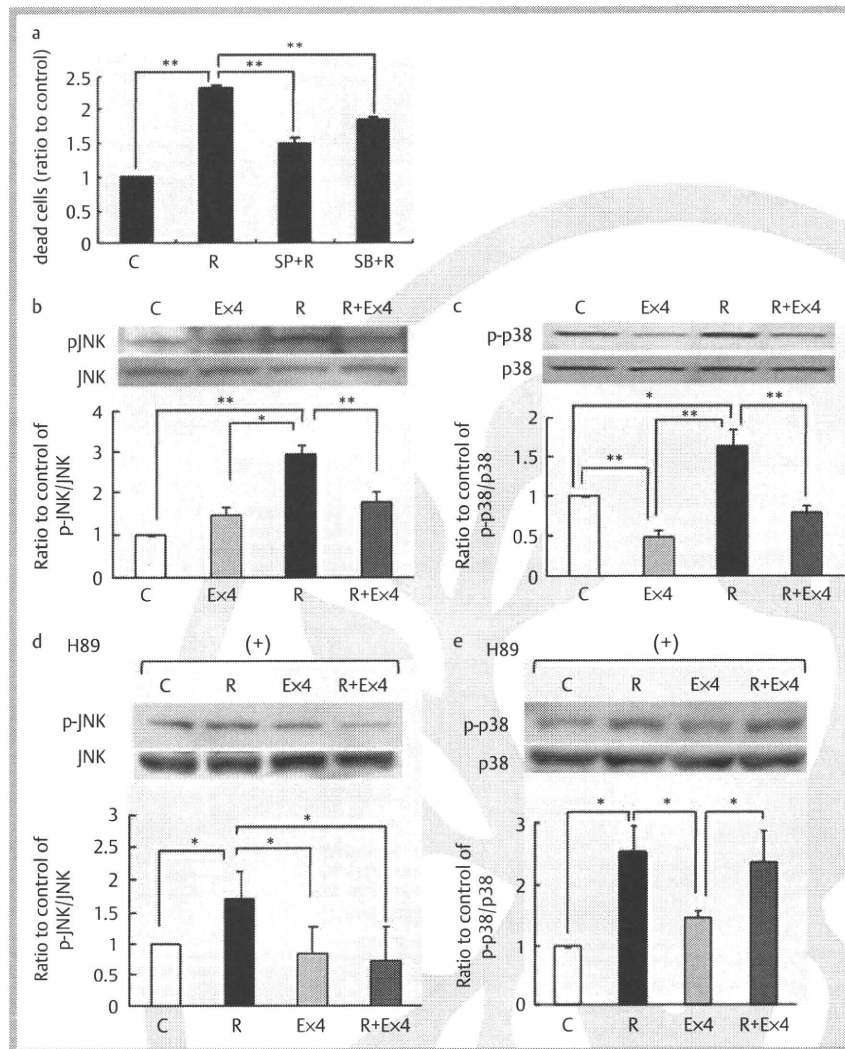 a
dead cells (ratio to control)
** ** **
2.5
2
1.5
1
0.5
0
C R SP+R SB+R
b
C Ex4 R R+Ex4
pJNK
JNK
Ratio to control of
p-JNK/JNK
** * **
4
3
2
1
0
C Ex4 R R+Ex4
c
C Ex4 R R+Ex4
p-p38
p38
Ratio to control of
p-p38/p38
* ** ** **
2
1.5
1
0.5
0
C Ex4 R R+Ex4
d H89 (+)
C R Ex4 R+Ex4
p-JNK
JNK
Ratio to control of
p-JNK/JNK
* * *
3
2.5
2
1.5
1
0.5
0
C R Ex4 R+Ex4
e H89 (+)
C R Ex4 R+Ex4
p-p38
p38
Ratio to control of
p-p38/p38
* * *
3
2
1
0
C R Ex4 R+Ex4